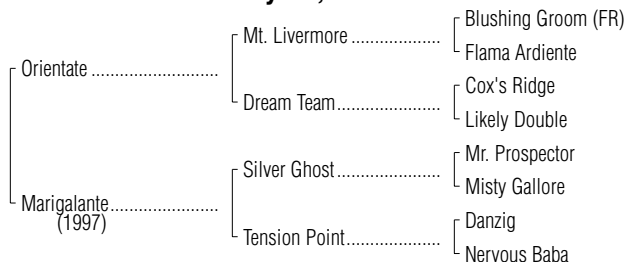 Blushing Groom (FR)
Mt. Livermore ....................
Flama Ardiente
Orientate ............................
Cox's Ridge
Dream Team.......................
Likely Double
Mr. Prospector
Silver Ghost.......................
Misty Gallore
Marigalante........................
(1997)
Danzig
Tension Point.....................
Nervous Baba